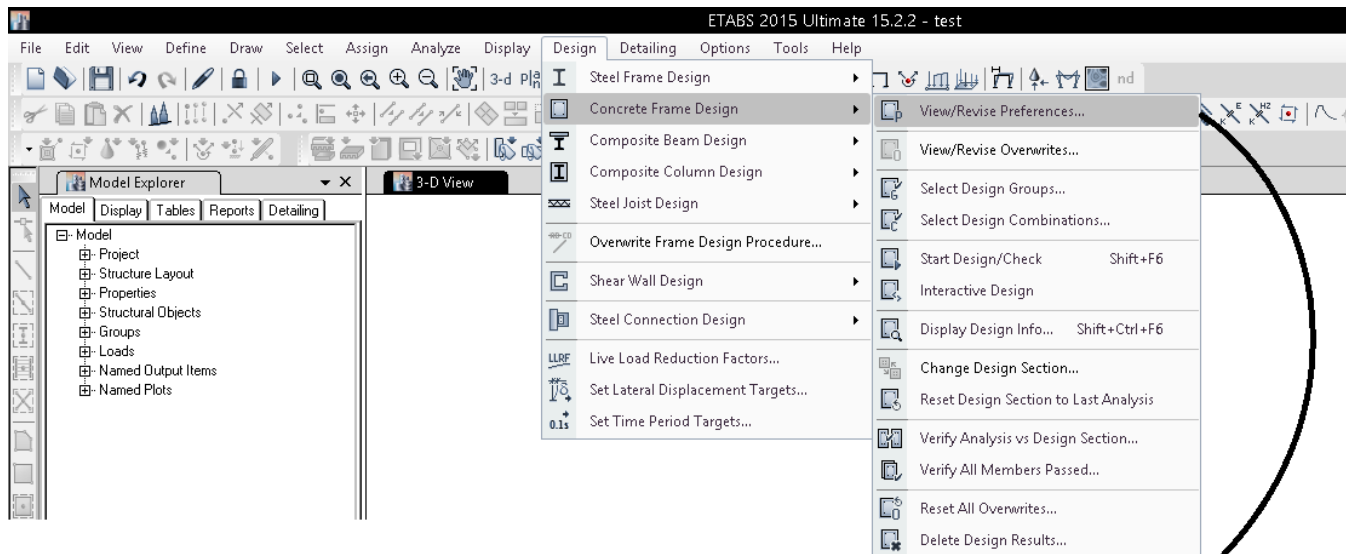 ETABS 2015 Ultimate 15.2.2 - test
File Edit View Define Draw Select Assign Analyze Display Design Detailing Options Tools Help
3-d
nd
Model Explorer
3-D View
Model Display Tables Reports Detailing
Model
Project
Structure Layout
Properties
Structural Objects
Groups
Loads
Named Output Items
Named Plots
Steel Frame Design
Concrete Frame Design
Composite Beam Design
Composite Column Design
Steel Joist Design
Overwrite Frame Design Procedure...
Shear Wall Design
Steel Connection Design
LLRF Live Load Reduction Factors...
Set Lateral Displacement Targets...
0.1s Set Time Period Targets...
View/Revise Preferences...
View/Revise Overwrites...
Select Design Groups...
Select Design Combinations...
Start Design/Check Shift+F6
Interactive Design
Display Design Info... Shift+Ctrl+F6
Change Design Section...
Reset Design Section to Last Analysis
Verify Analysis vs Design Section...
Verify All Members Passed...
Reset All Overwrites...
Delete Design Results...